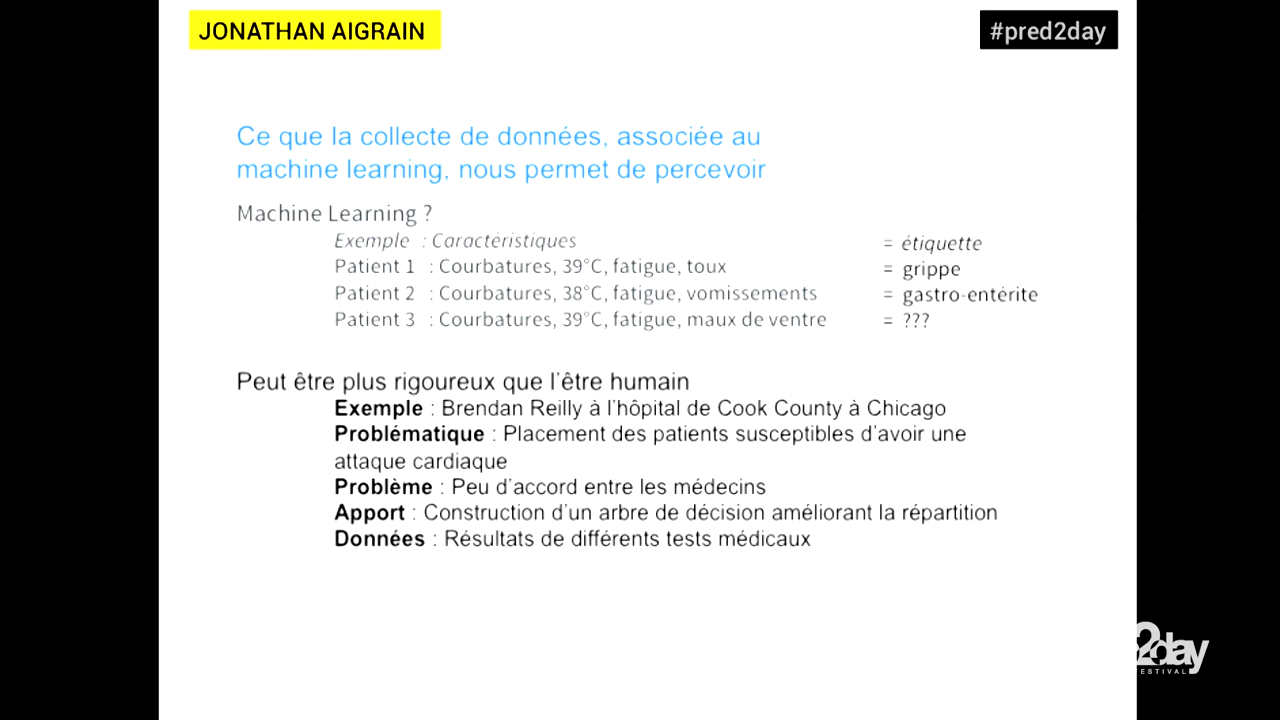 JONATHAN AIGRAIN
#pred2day
Ce que la collecte de données, associée au
machine learning, nous permet de percevoir
Machine Learning ?
Exemple : Caractéristiques = étiquette
Patient 1 : Courbatures, 39°C, fatigue, toux = grippe
Patient 2 : Courbatures, 38°C, fatigue, vomissements = gastro-entérite
Patient 3 : Courbatures, 39°C, fatigue, maux de ventre = ???
Peut être plus rigoureux que l'être humain
Exemple : Brendan Reilly à l'hôpital de Cook County à Chicago
Problématique : Placement des patients susceptibles d'avoir une
attaque cardiaque
Problème : Peu d'accord entre les médecins
Apport : Construction d'un arbre de décision améliorant la répartition
Données : Résultats de différents tests médicaux
2day
ESTIVAL